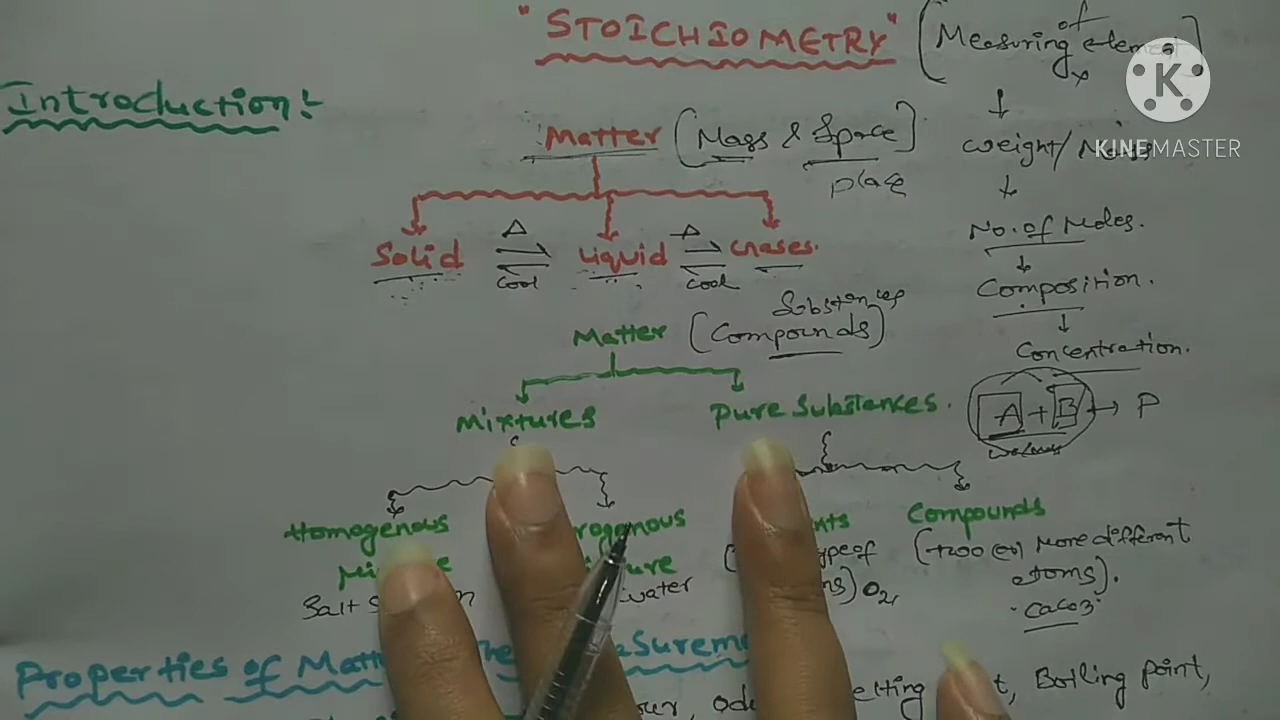 "STOICHIOMETRY" (Measuring of element)
K
KINEMASTER
Introduction:-
Matter (Mass & Space)
place
Weight/
No. of Moles.
Composition.
Concentration.
Solid Δ Cool Liquid Δ Cool Gases.
Substances
Matter (Compounds)
Mixtures Pure Substances.
A + B → P
Homogenous
Compounds
Salt
water
type of
O2,
(two (or) More different
atoms).
CaCO3
Properties of
Boiling point,